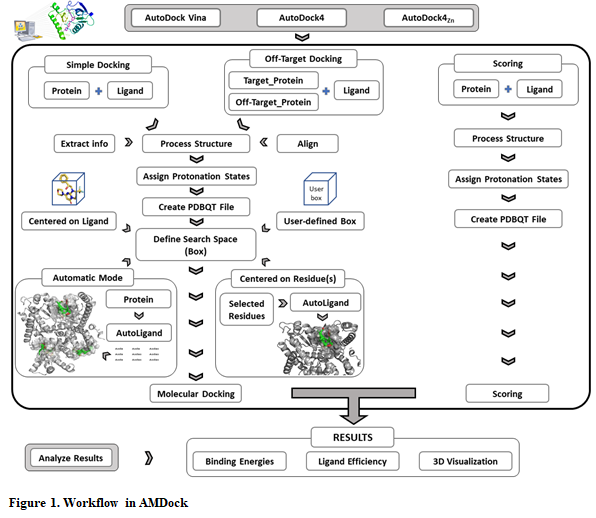 AutoDock Vina
AutoDock4
AutoDock4Zn
Simple Docking
Protein + Ligand
Off-Target Docking
Target_Protein
Off-Target_Protein
+ Ligand
Scoring
Protein + Ligand
Extract info
Process Structure
Align
Process Structure
Assign Protonation States
Assign Protonation States
Create PDBQT File
Create PDBQT File
Centered on Ligand
User box
User-defined Box
Define Search Space
(Box)
Automatic Mode
Protein
AutoLigand
Centered on Residue(s)
Selected
Residues
AutoLigand
Molecular Docking
Scoring
RESULTS
Analyze Results
Binding Energies
Ligand Efficiency
3D Visualization
Figure 1. Workflow in AMDock